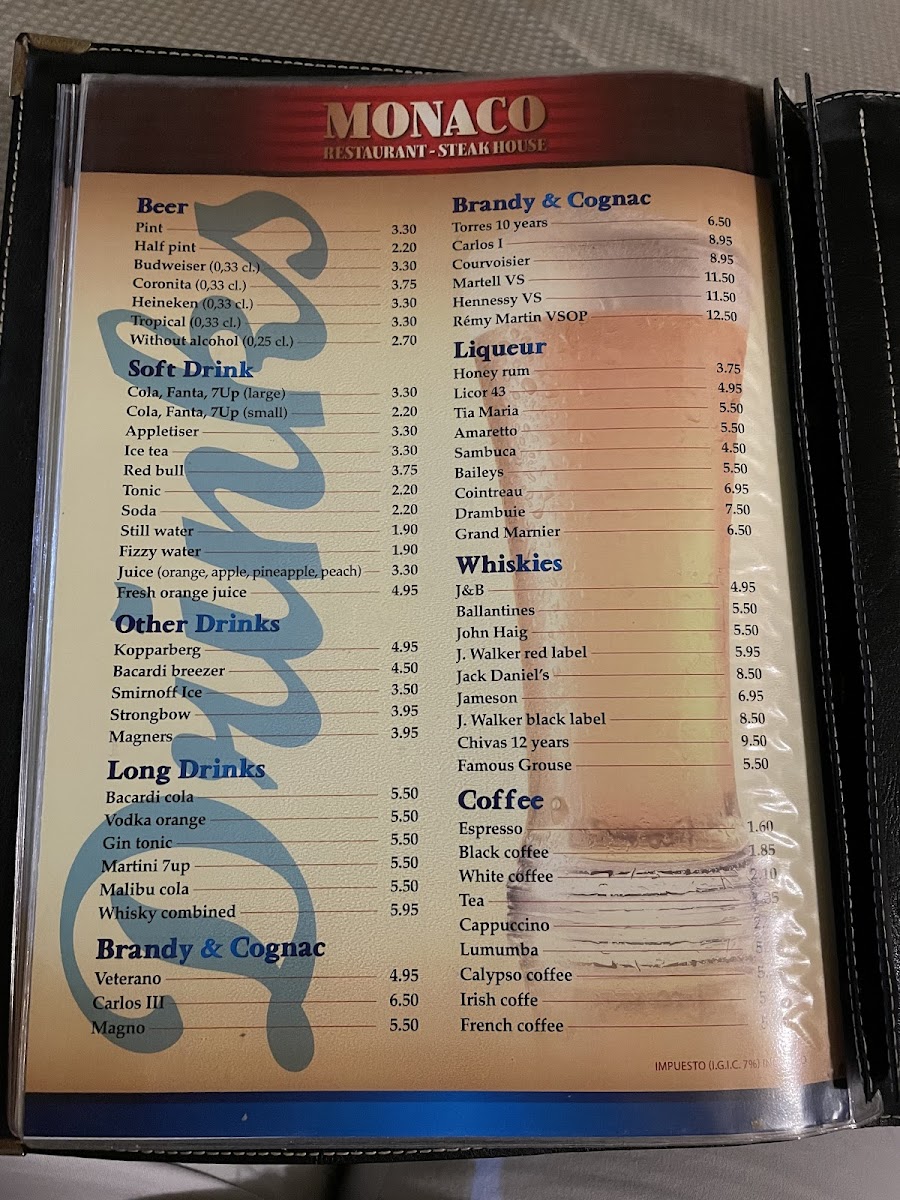 MONACO
RESTAURANT - STEAK HOUSE
Drinks
Beer
Pint 3.30
Half pint 2.20
Budweiser (0,33 cl.) 3.30
Coronita (0,33 cl.) 3.75
Heineken (0,33 cl.) 3.30
Tropical (0,33 cl.) 3.30
Without alcohol (0,25 cl.) 2.70
Soft Drink
Cola, Fanta, 7Up (large) 3.30
Cola, Fanta, 7Up (small) 2.20
Appletiser 3.30
Ice tea 3.30
Red bull 3.75
Tonic 2.20
Soda 2.20
Still water 1.90
Fizzy water 1.90
Juice (orange, apple, pineapple, peach) 3.30
Fresh orange juice 4.95
Other Drinks
Kopparberg 4.95
Bacardi breezer 4.50
Smirnoff Ice 3.50
Strongbow 3.95
Magners 3.95
Long Drinks
Bacardi cola 5.50
Vodka orange 5.50
Gin tonic 5.50
Martini 7up 5.50
Malibu cola 5.50
Whisky combined 5.95
Brandy & Cognac
Veterano 4.95
Carlos III 6.50
Magno 5.50
Brandy & Cognac
Torres 10 years 6.50
Carlos I 8.95
Courvoisier 8.95
Martell VS 11.50
Hennessy VS 11.50
Rémy Martin VSOP 12.50
Liqueur
Honey rum 3.75
Licor 43 4.95
Tia Maria 5.50
Amaretto 5.50
Sambuca 4.50
Baileys 5.50
Cointreau 6.95
Drambuie 7.50
Grand Marnier 6.50
Whiskies
J&B 4.95
Ballantines 5.50
John Haig 5.50
J. Walker red label 5.95
Jack Daniel's 8.50
Jameson 6.95
J. Walker black label 8.50
Chivas 12 years 9.50
Famous Grouse 5.50
Coffee
Espresso 1.60
Black coffee 1.85
White coffee
Tea
Cappuccino
Lumumba
Calypso coffee
Irish coffe
French coffee
IMPUESTO (I.G.I.C. 7%)